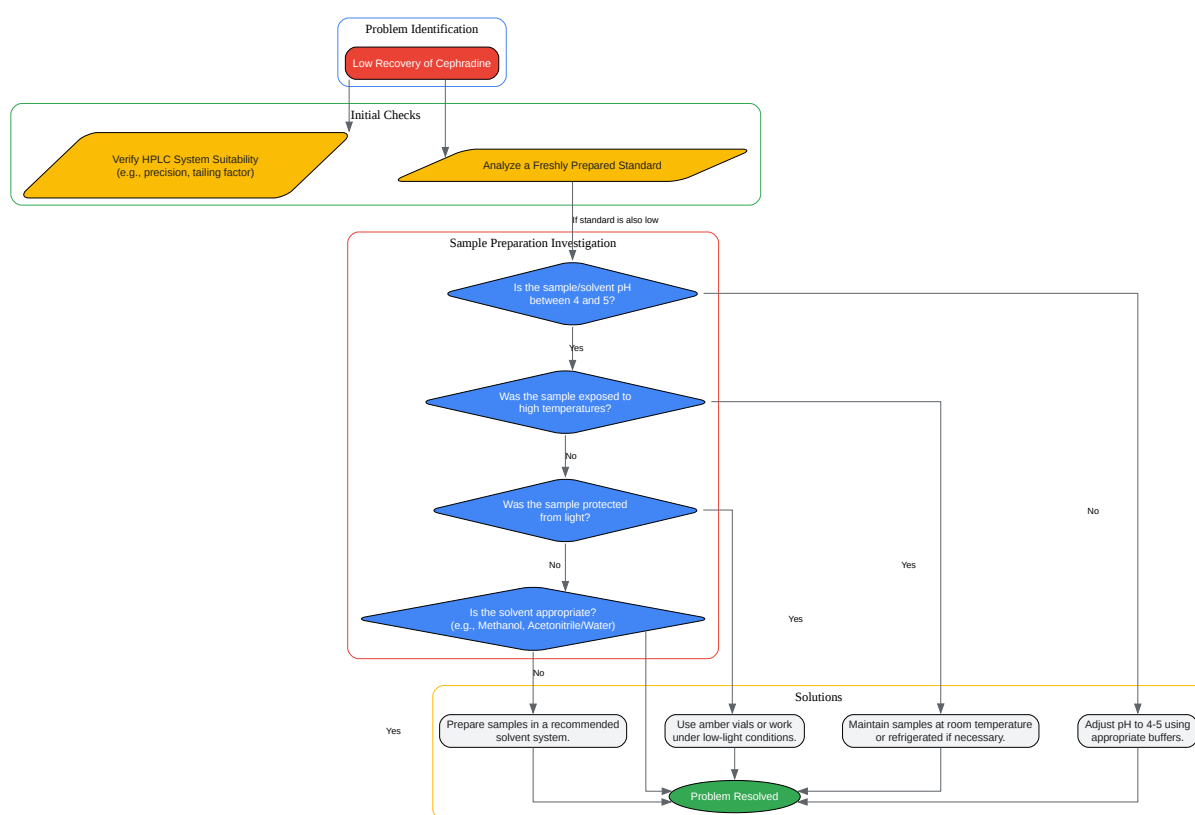 Problem Identification
Low Recovery of Cephradine
Initial Checks
Verify HPLC System Suitability
(e.g., precision, tailing factor)
Analyze a Freshly Prepared Standard
If standard is also low
Sample Preparation Investigation
Is the sample/solvent pH
between 4 and 5?
Yes
Was the sample exposed to
high temperatures?
No
Was the sample protected
from light?
No
No
Yes
Is the solvent appropriate?
(e.g., Methanol, Acetonitrile/Water)
Yes
No
Solutions
Yes
Prepare samples in a recommended
solvent system.
Use amber vials or work
under low-light conditions.
Maintain samples at room temperature
or refrigerated if necessary.
Adjust pH to 4-5 using
appropriate buffers.
Problem Resolved